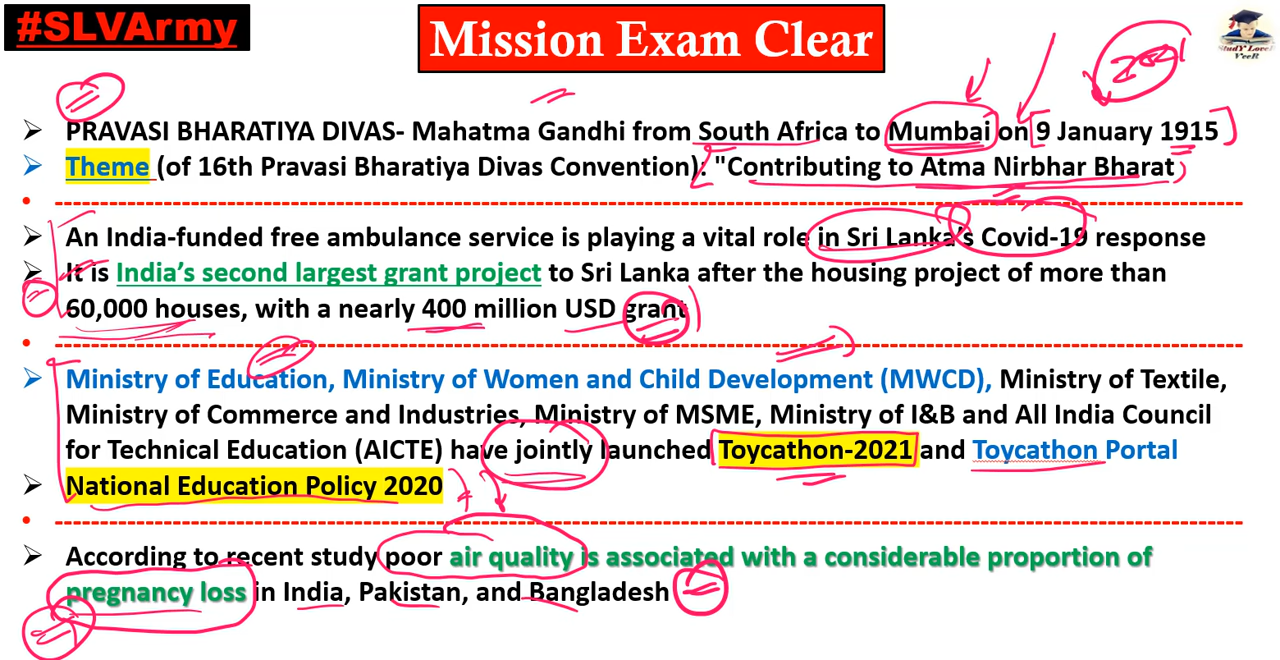 #SLVArmy
Mission Exam Clear
StudY LoveR
VeeR
2021
PRAVASI BHARATIYA DIVAS- Mahatma Gandhi from South Africa to Mumbai on 9 January 1915
Theme (of 16th Pravasi Bharatiya Divas Convention): "Contributing to Atma Nirbhar Bharat
An India-funded free ambulance service is playing a vital role in Sri Lanka's Covid-19 response
It is India's second largest grant project to Sri Lanka after the housing project of more than
60,000 houses, with a nearly 400 million USD grant
Ministry of Education, Ministry of Women and Child Development (MWCD), Ministry of Textile,
Ministry of Commerce and Industries, Ministry of MSME, Ministry of I&B and All India Council
for Technical Education (AICTE) have jointly launched Toycathon-2021 and Toycathon Portal
National Education Policy 2020
According to recent study poor air quality is associated with a considerable proportion of
pregnancy loss in India, Pakistan, and Bangladesh